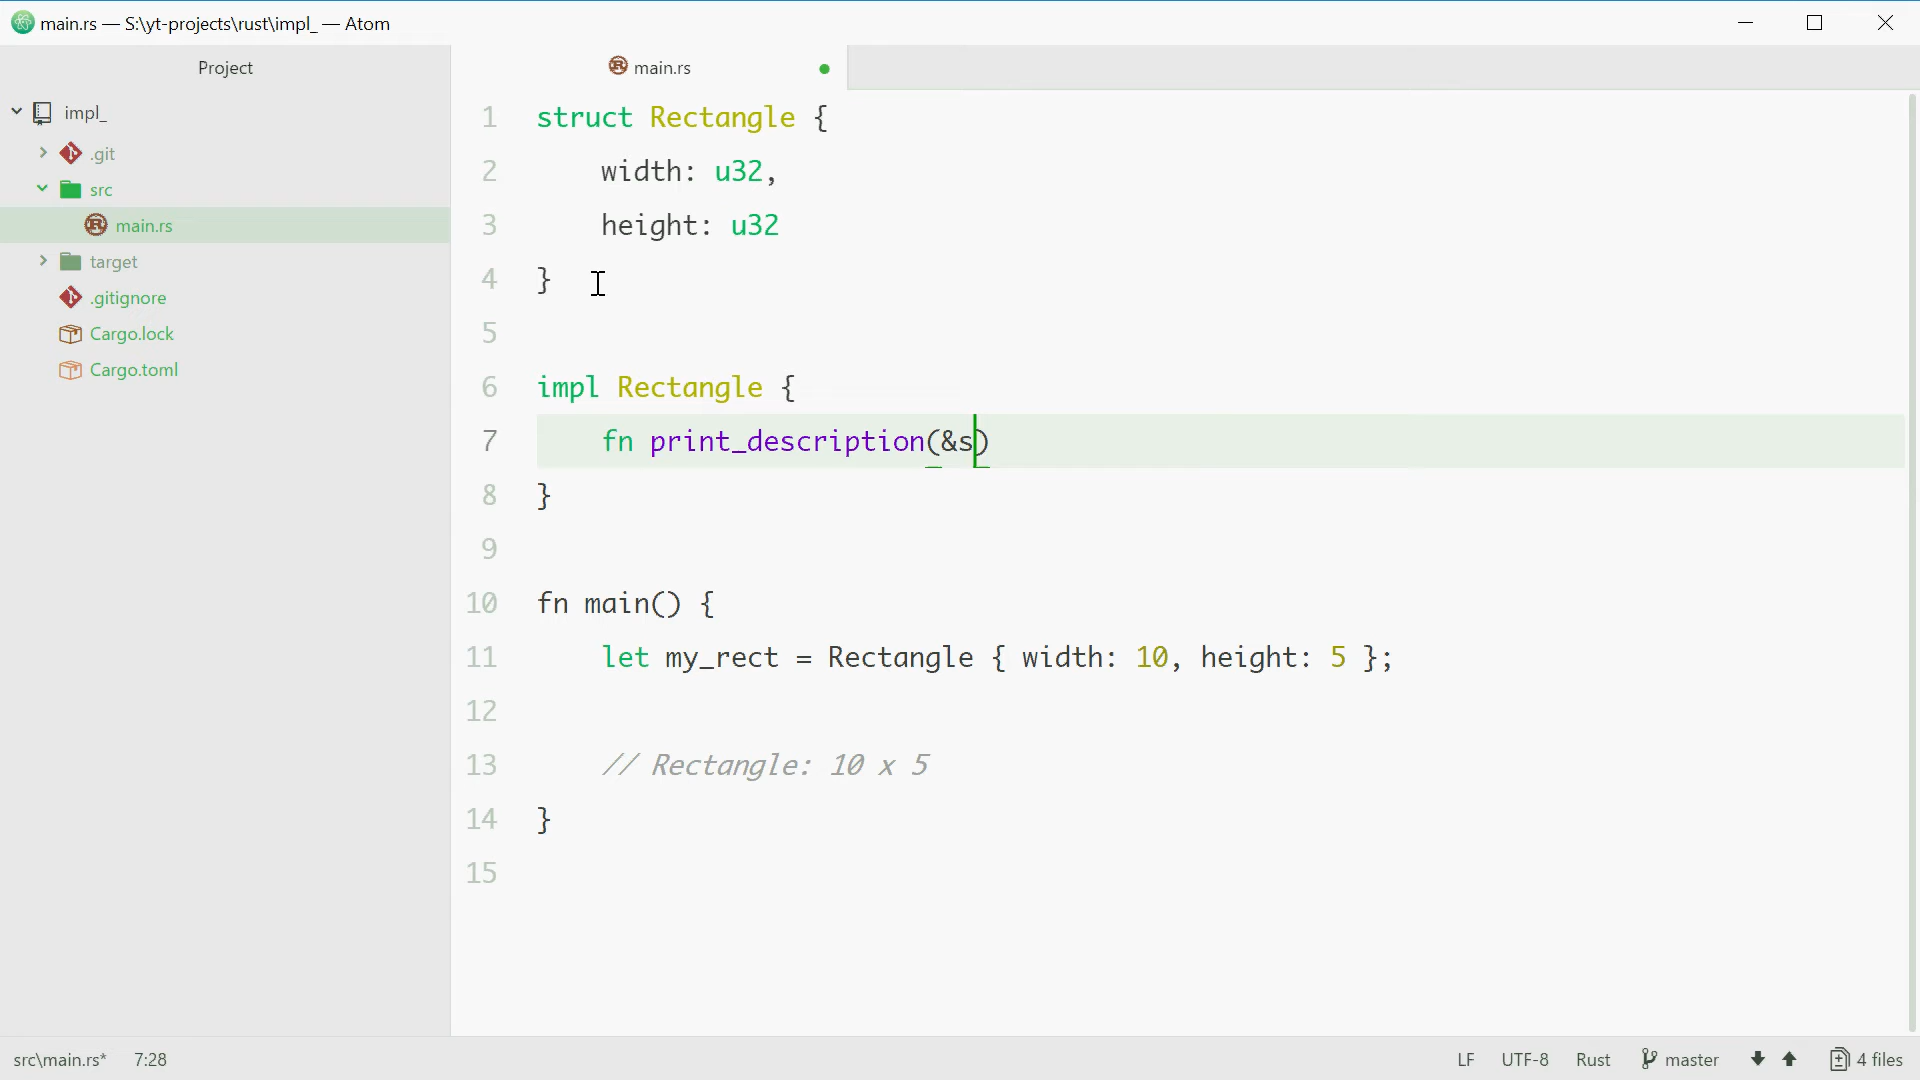 main.rs — S:\yt-projects\rust\impl_ — Atom
Project
impl_
.git
src
main.rs
target
.gitignore
Cargo.lock
Cargo.toml
main.rs
1 struct Rectangle {
2 width: u32,
3 height: u32
4 }
5
6 impl Rectangle {
7 fn print_description(&s)
8 }
9
10 fn main() {
11 let my_rect = Rectangle { width: 10, height: 5 };
12
13 // Rectangle: 10 x 5
14 }
15
src\main.rs* 7:28 LF UTF-8 Rust master 4 files